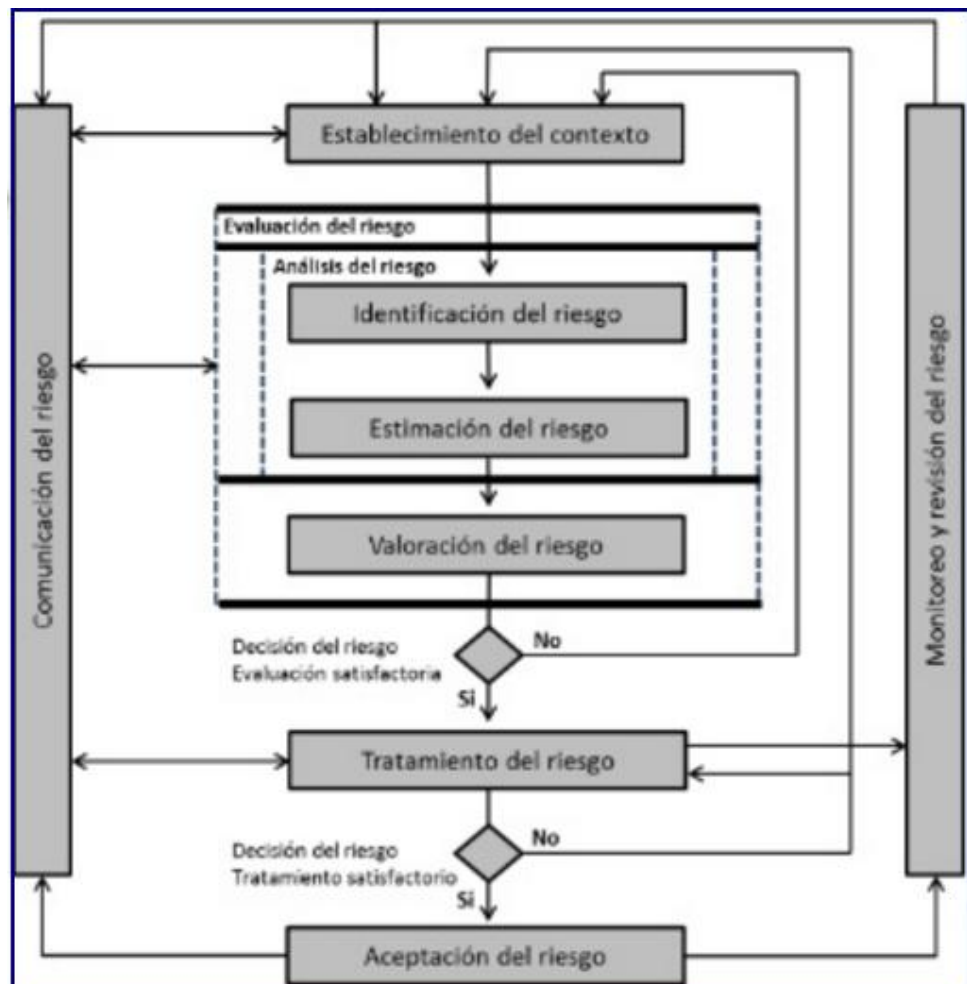 Establecimiento del contexto
Evaluación del riesgo
Análisis del riesgo
Identificación del riesgo
Estimación del riesgo
Valoración del riesgo
Decisión del riesgo
Evaluación satisfactoria
No
Si
Tratamiento del riesgo
Decisión del riesgo
Tratamiento satisfactorio
No
Si
Aceptación del riesgo
Comunicación del riesgo
Monitoreo y revisión del riesgo